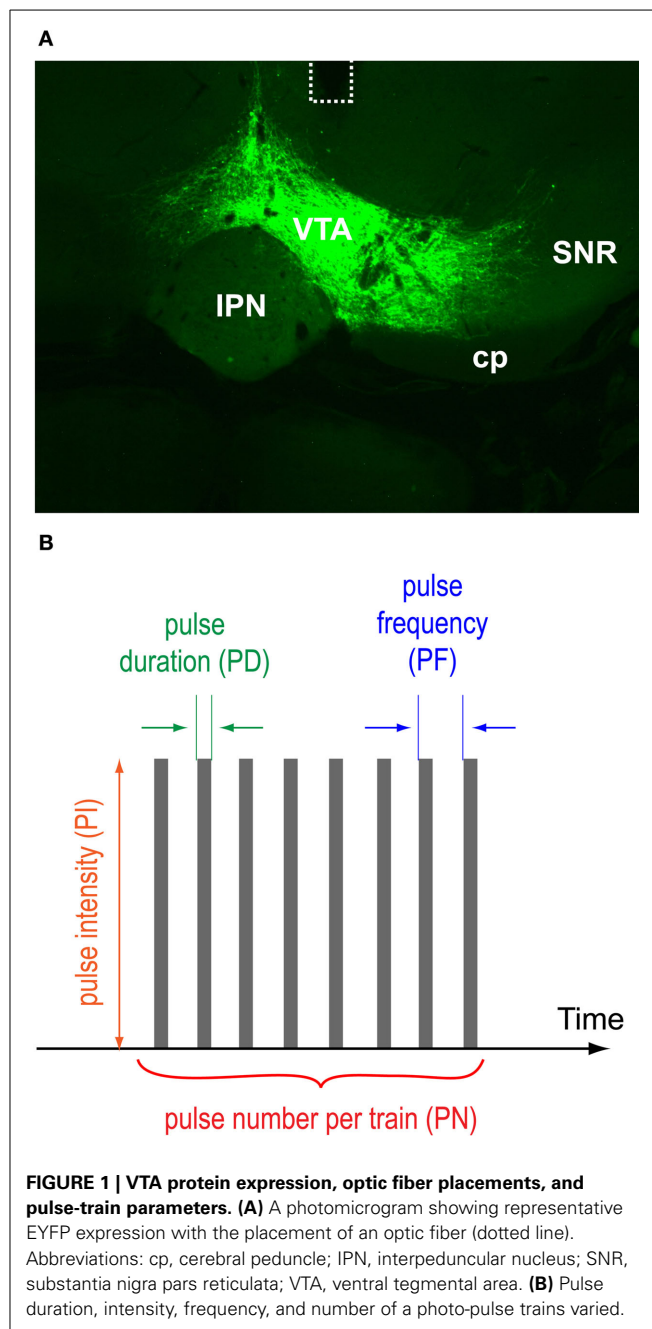 A
VTA
SNR
IPN
cp
B
pulse
duration (PD)
pulse
frequency
(PF)
pulse intensity (PI)
Time
pulse number per train (PN)
FIGURE 1 | VTA protein expression, optic fiber placements, and
pulse-train parameters. (A) A photomicrogram showing representative
EYFP expression with the placement of an optic fiber (dotted line).
Abbreviations: cp, cerebral peduncle; IPN, interpeduncular nucleus; SNR,
substantia nigra pars reticulata; VTA, ventral tegmental area. (B) Pulse
duration, intensity, frequency, and number of a photo-pulse trains varied.